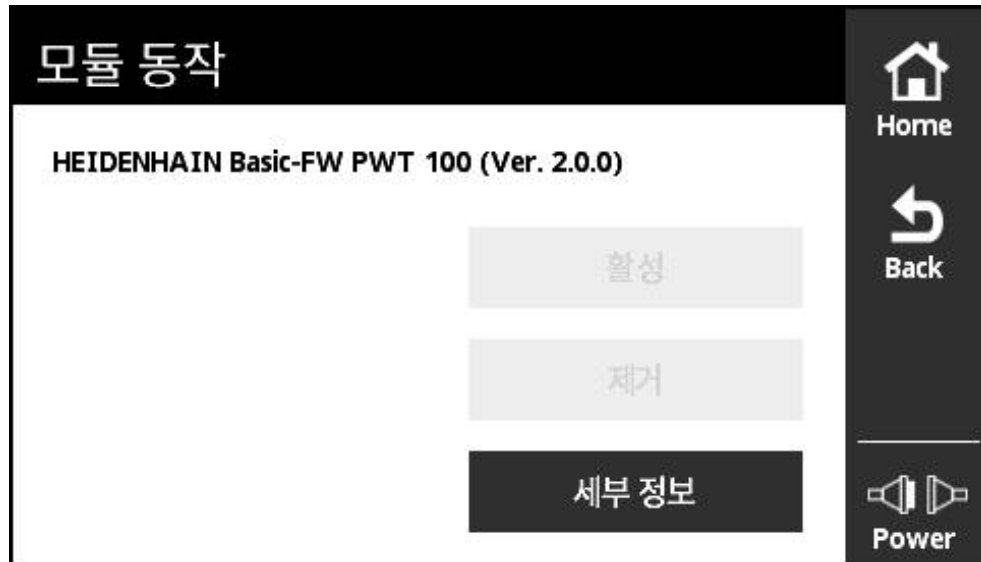 모듈 동작
Home
HEIDENHAIN Basic-FW PWT 100 (Ver. 2.0.0)
활성
Back
제거
세부 정보
Power